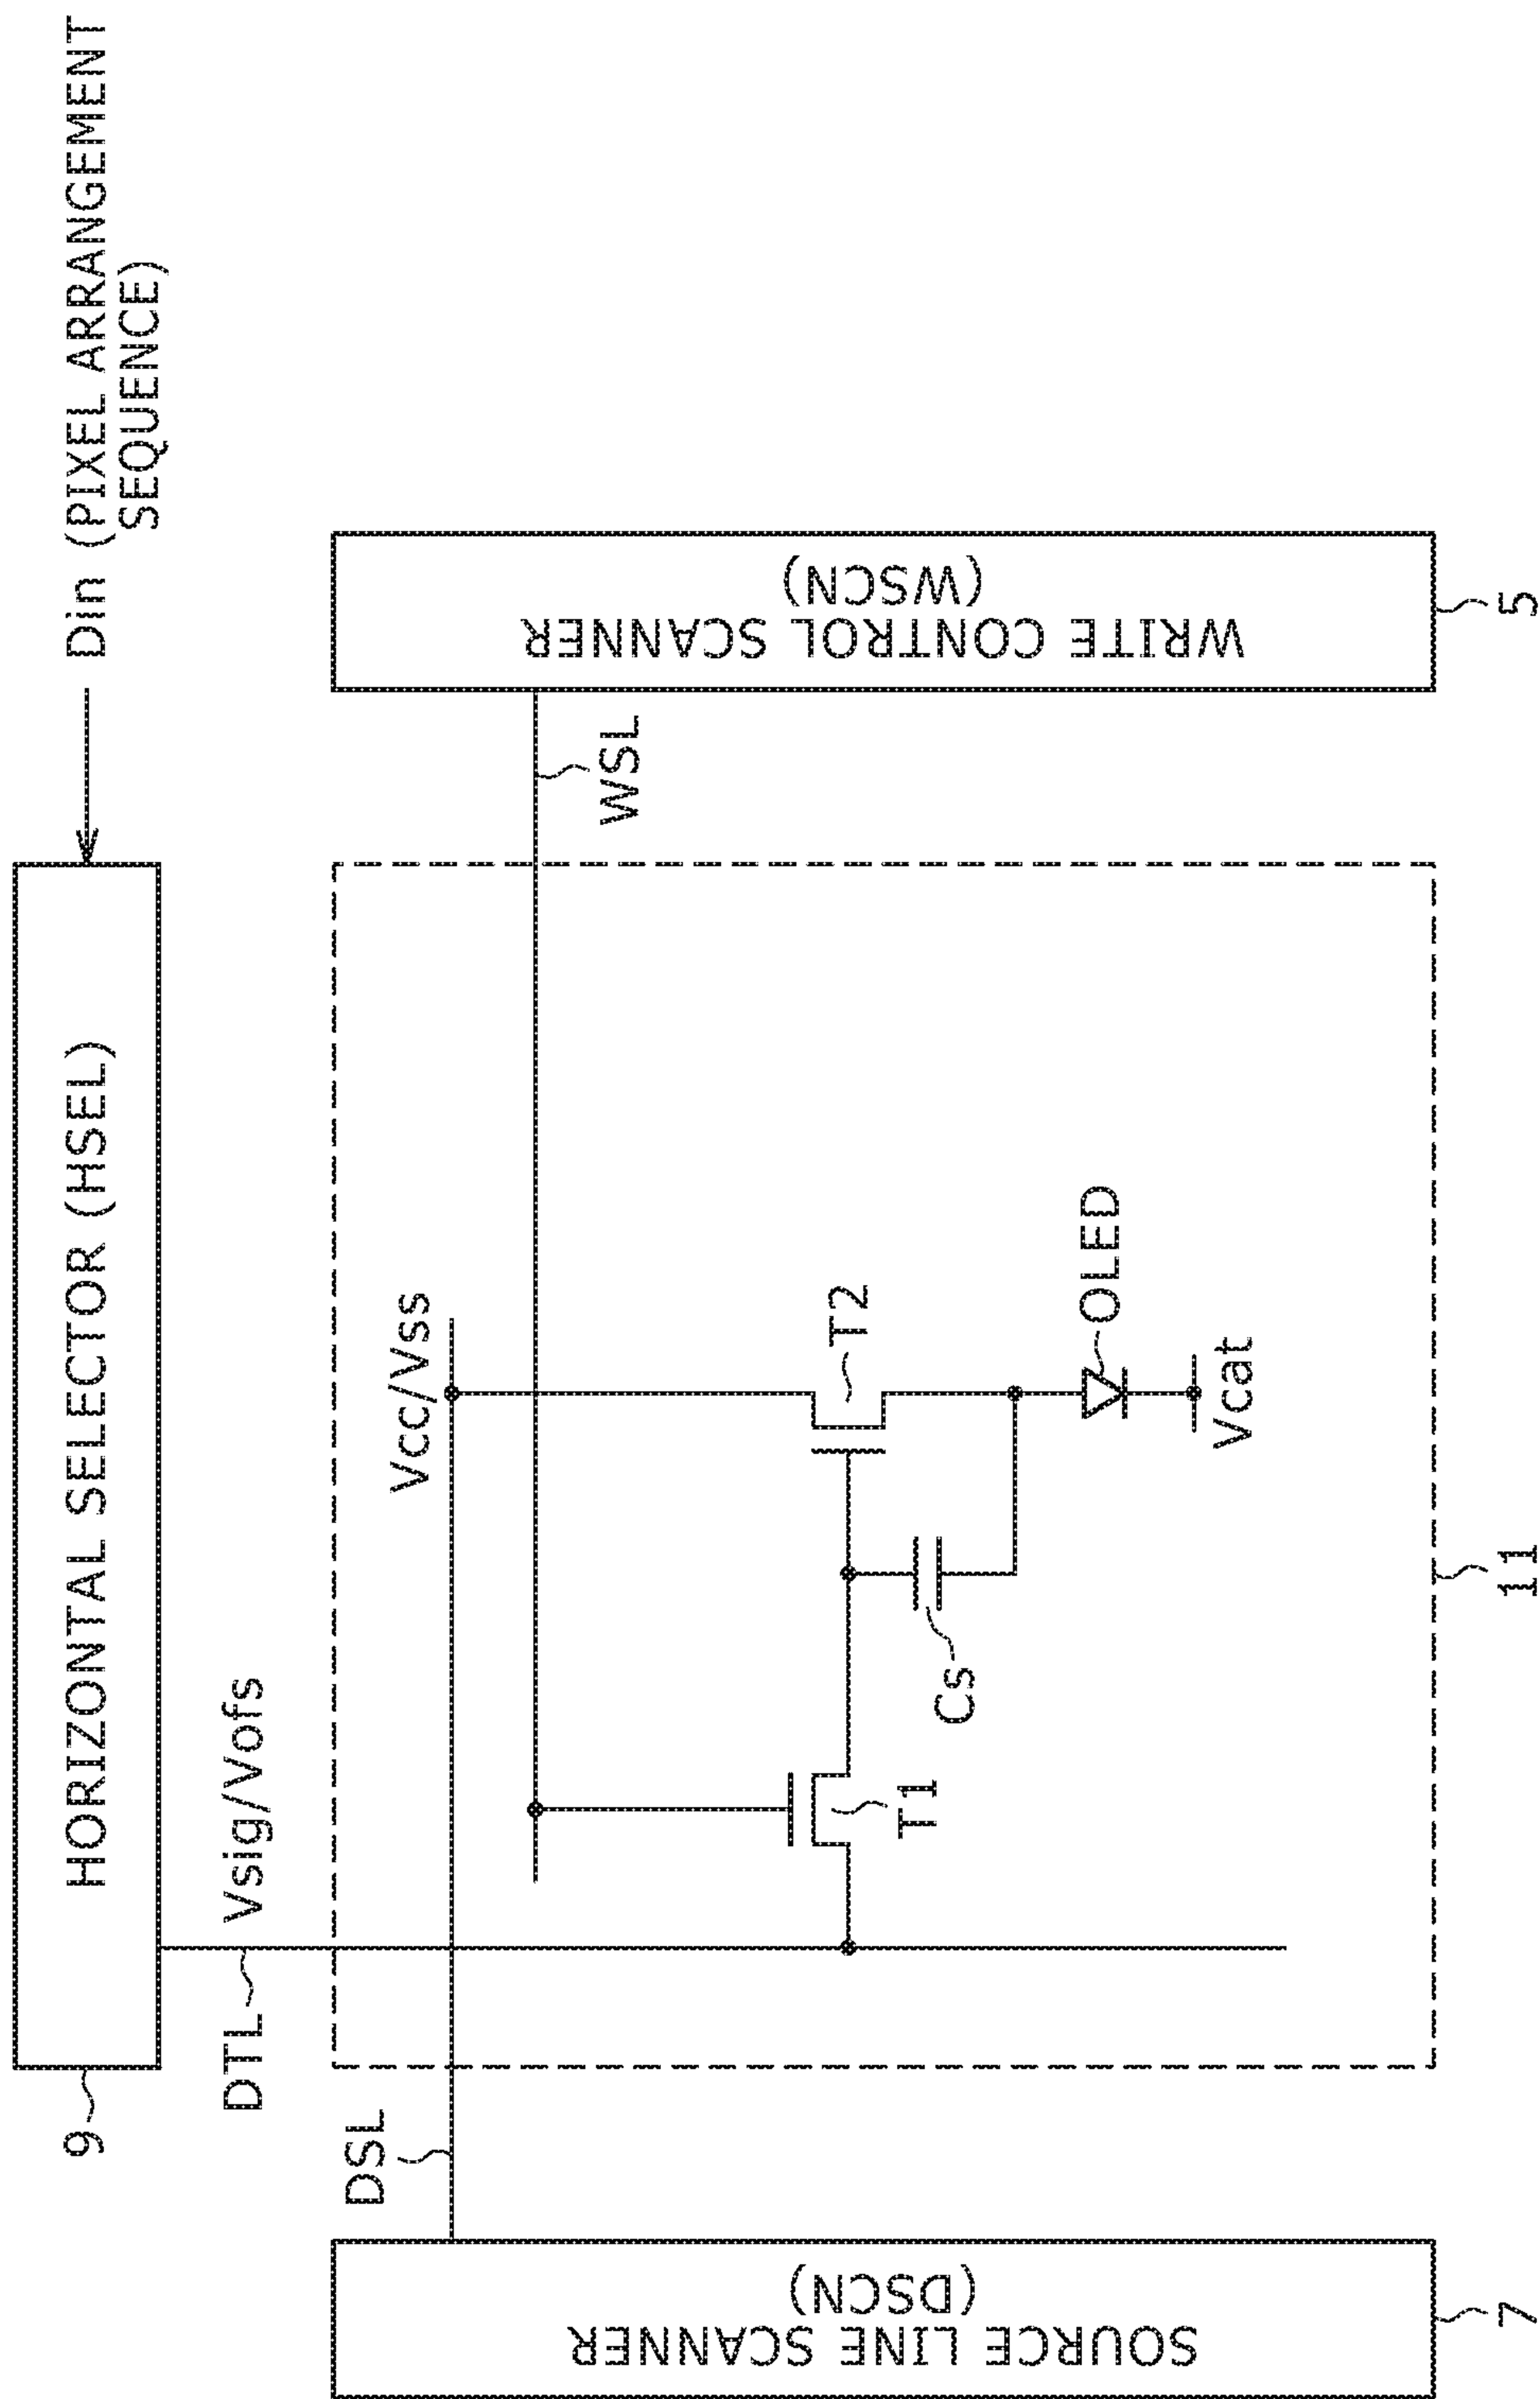 Din (PIXEL ARRANGEMENT
SEQUENCE)
9
HORIZONTAL SELECTOR (HSEL)
DTL
Vsig/Vofs
DSL
Vcc/Vss
WSL
SOURCE LINE SCANNER
(DSCN)
WRITE CONTROL SCANNER
(WSCN)
T1
T2
Cs
OLED
Vcat
7
11
5